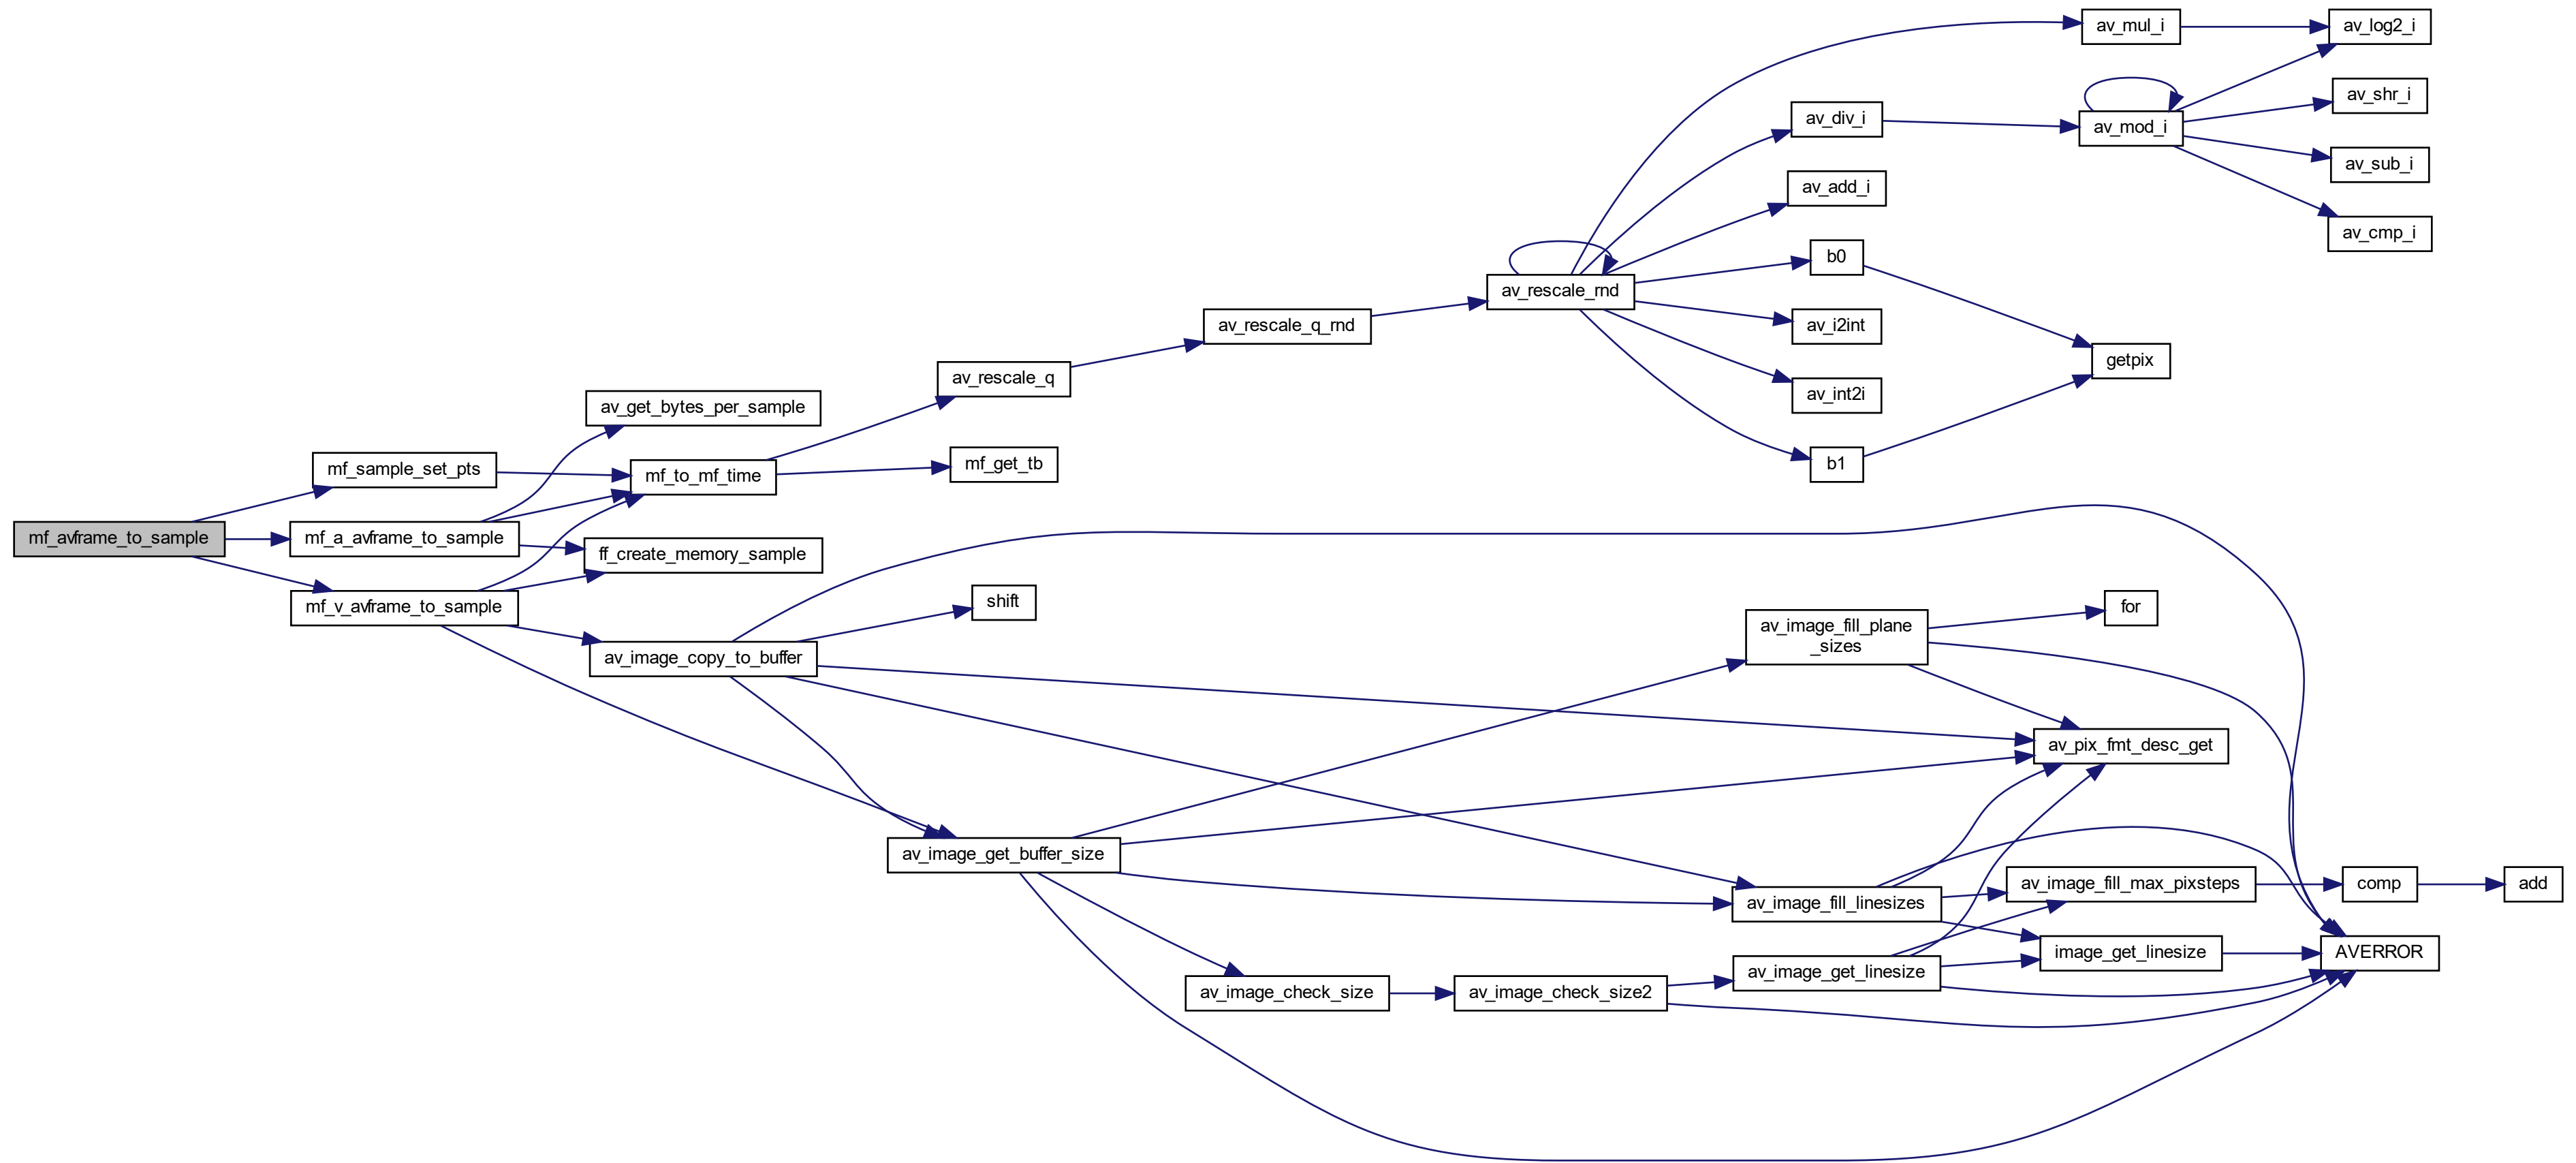 mf_avframe_to_sample
mf_sample_set_pts
mf_a_avframe_to_sample
mf_v_avframe_to_sample
av_get_bytes_per_sample
mf_to_mf_time
ff_create_memory_sample
av_image_copy_to_buffer
av_rescale_q
mf_get_tb
shift
av_image_get_buffer_size
av_rescale_q_rnd
av_image_check_size
av_rescale_rnd
av_image_check_size2
av_div_i
av_add_i
b0
av_i2int
av_int2i
b1
av_image_fill_plane
_sizes
av_image_fill_linesizes
av_image_get_linesize
av_mul_i
av_mod_i
getpix
for
av_pix_fmt_desc_get
av_image_fill_max_pixsteps
image_get_linesize
av_log2_i
av_shr_i
av_sub_i
av_cmp_i
comp
AVERROR
add